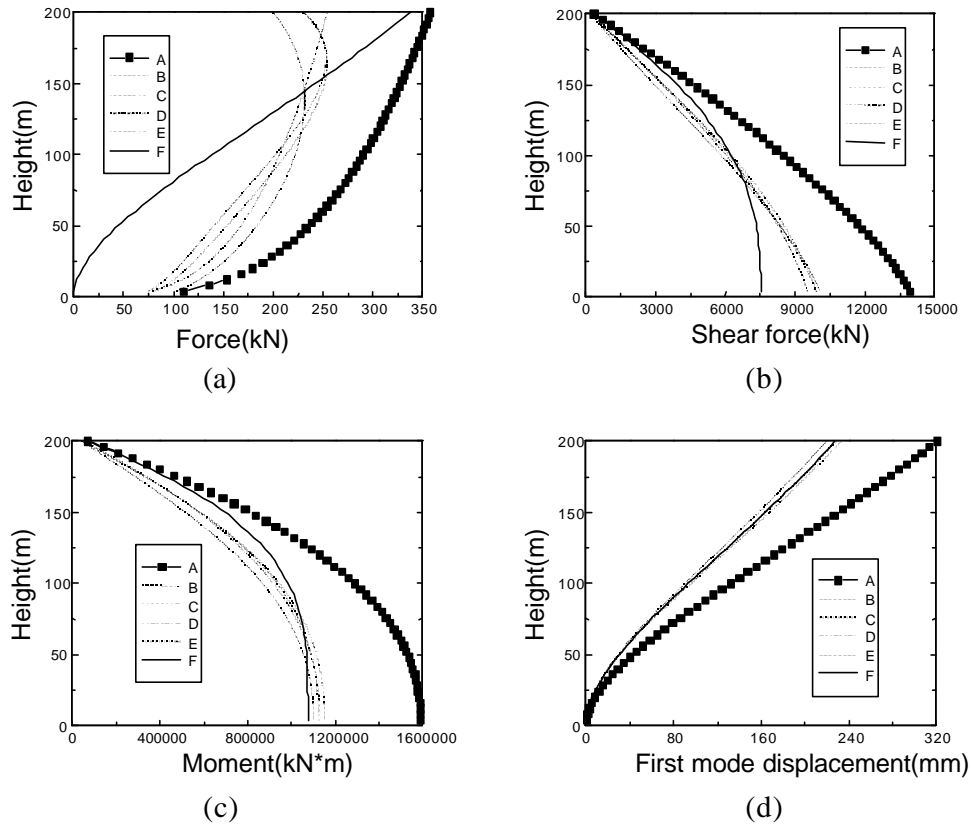 Height(m)
200
150
100
50
0
A
B
C
D
E
F
0 50 100 150 200 250 300 350
Force(kN)
(a)
Height(m)
200
150
100
50
0
A
B
C
D
E
F
0 3000 6000 9000 12000 15000
Shear force(kN)
(b)
Height(m)
200
150
100
50
0
A
B
C
D
E
F
0 400000 800000 1200000 1600000
Moment(kN*m)
(c)
Height(m)
200
150
100
50
0
A
B
C
D
E
F
0 80 160 240 320
First mode displacement(mm)
(d)